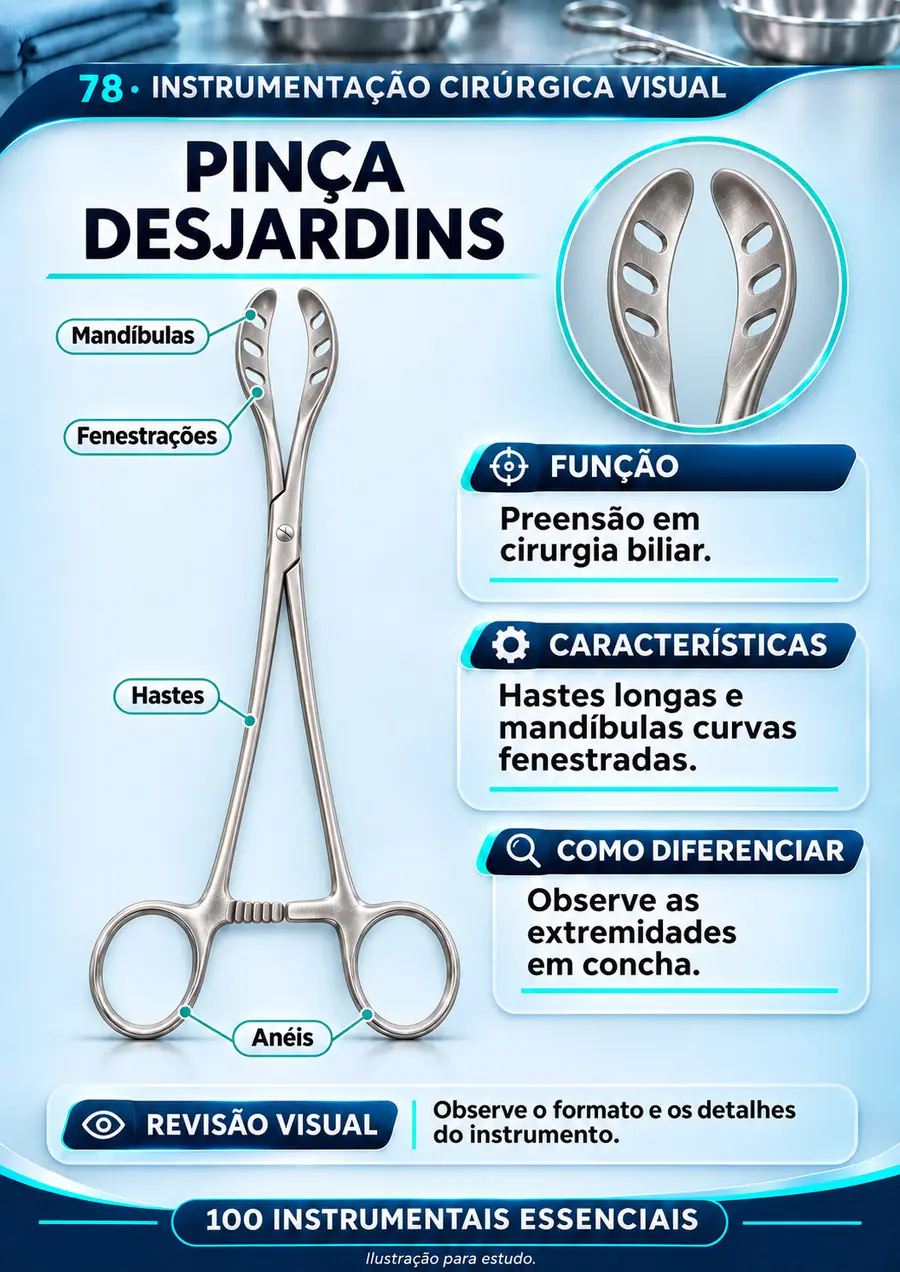 78 • INSTRUMENTAÇÃO CIRÚRGICA VISUAL
PINÇA
DESJARDINS
Mandíbulas
Fenestrações
Hastes
Anéis
FUNÇÃO
Preensão em
cirurgia biliar.
CARACTERÍSTICAS
Hastes longas e
mandíbulas curvas
fenestradas.
COMO DIFERENCIAR
Observe as
extremidades
em concha.
REVISÃO VISUAL
Observe o formato e os detalhes
do instrumento.
100 INSTRUMENTAIS ESSENCIAIS
Ilustração para estudo.